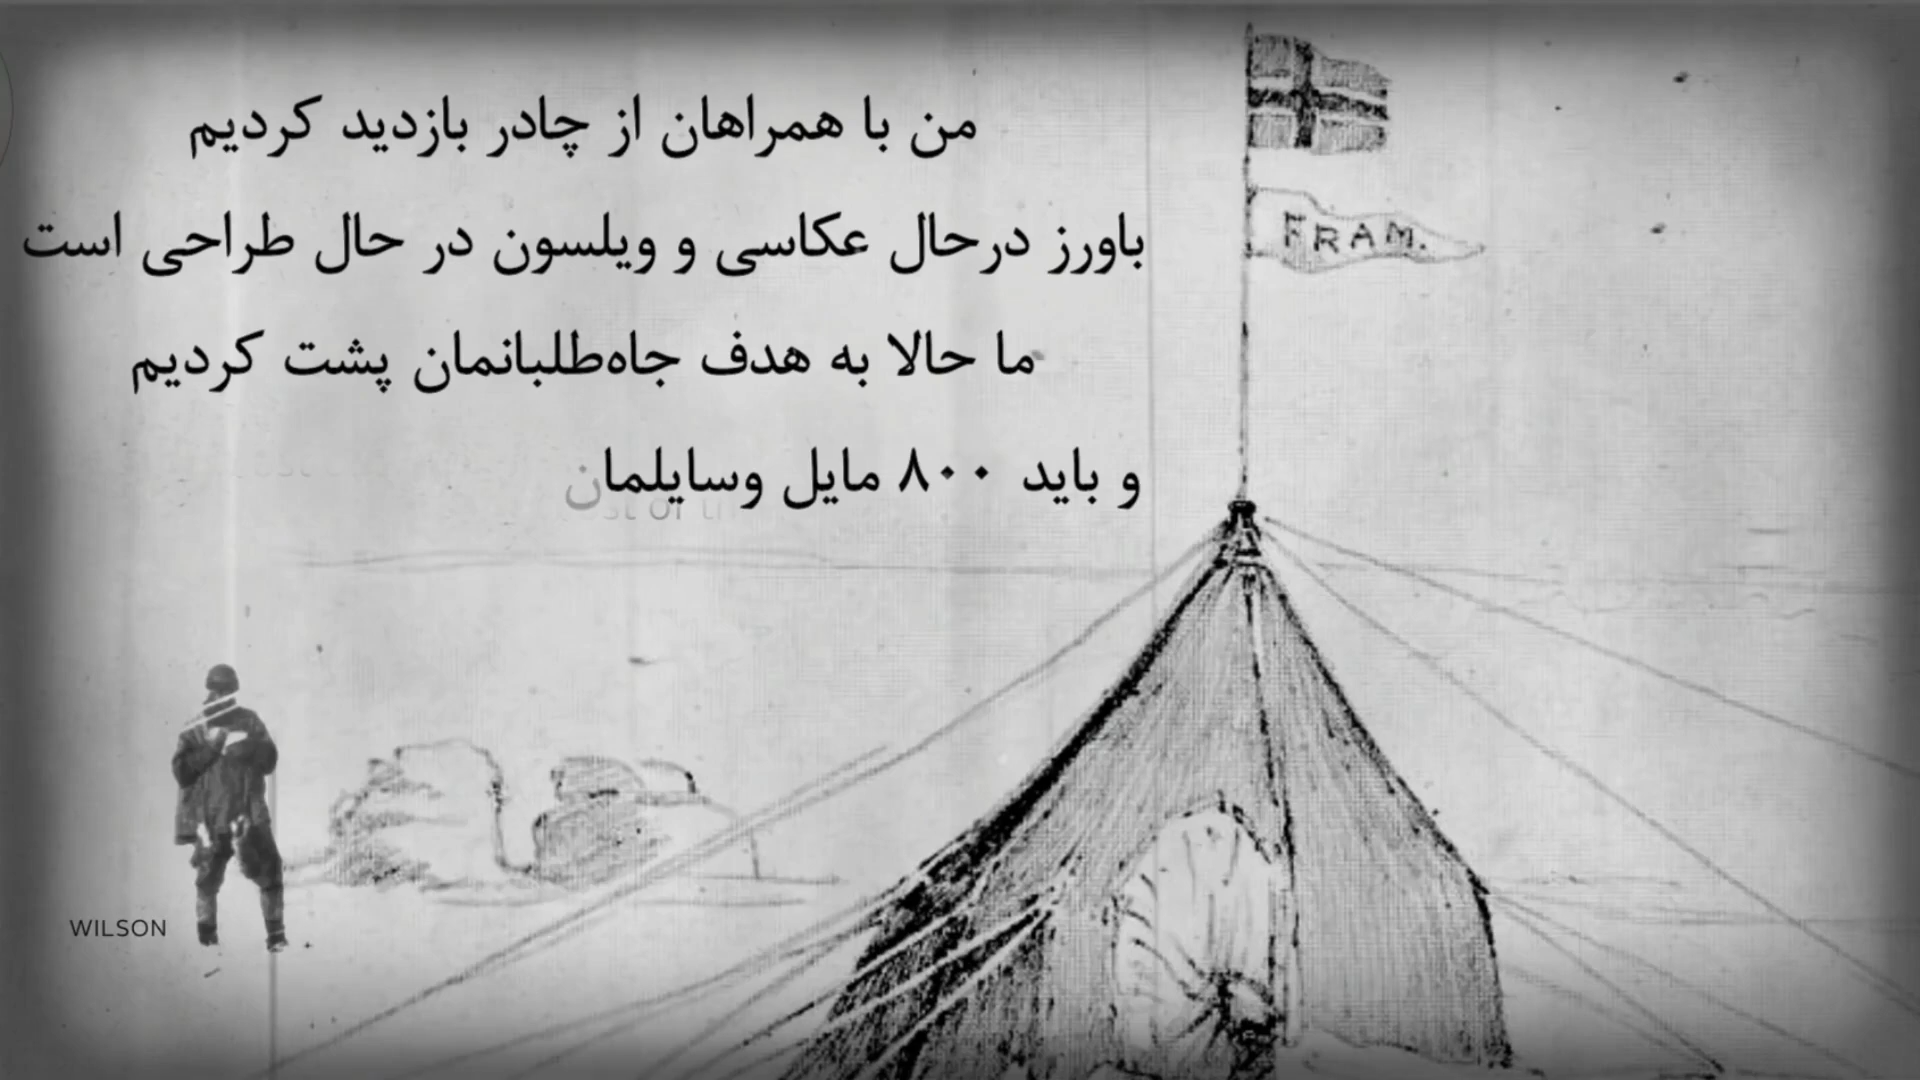 من با همراهان از چادر بازدید کردیم
باورز درحال عکاسی و ویلسون در حال طراحی است
ما حالا به هدف جاه‌طلبانمان پشت کردیم
و باید ۸۰۰ مایل وسایلمان
FRAM.
WILSON